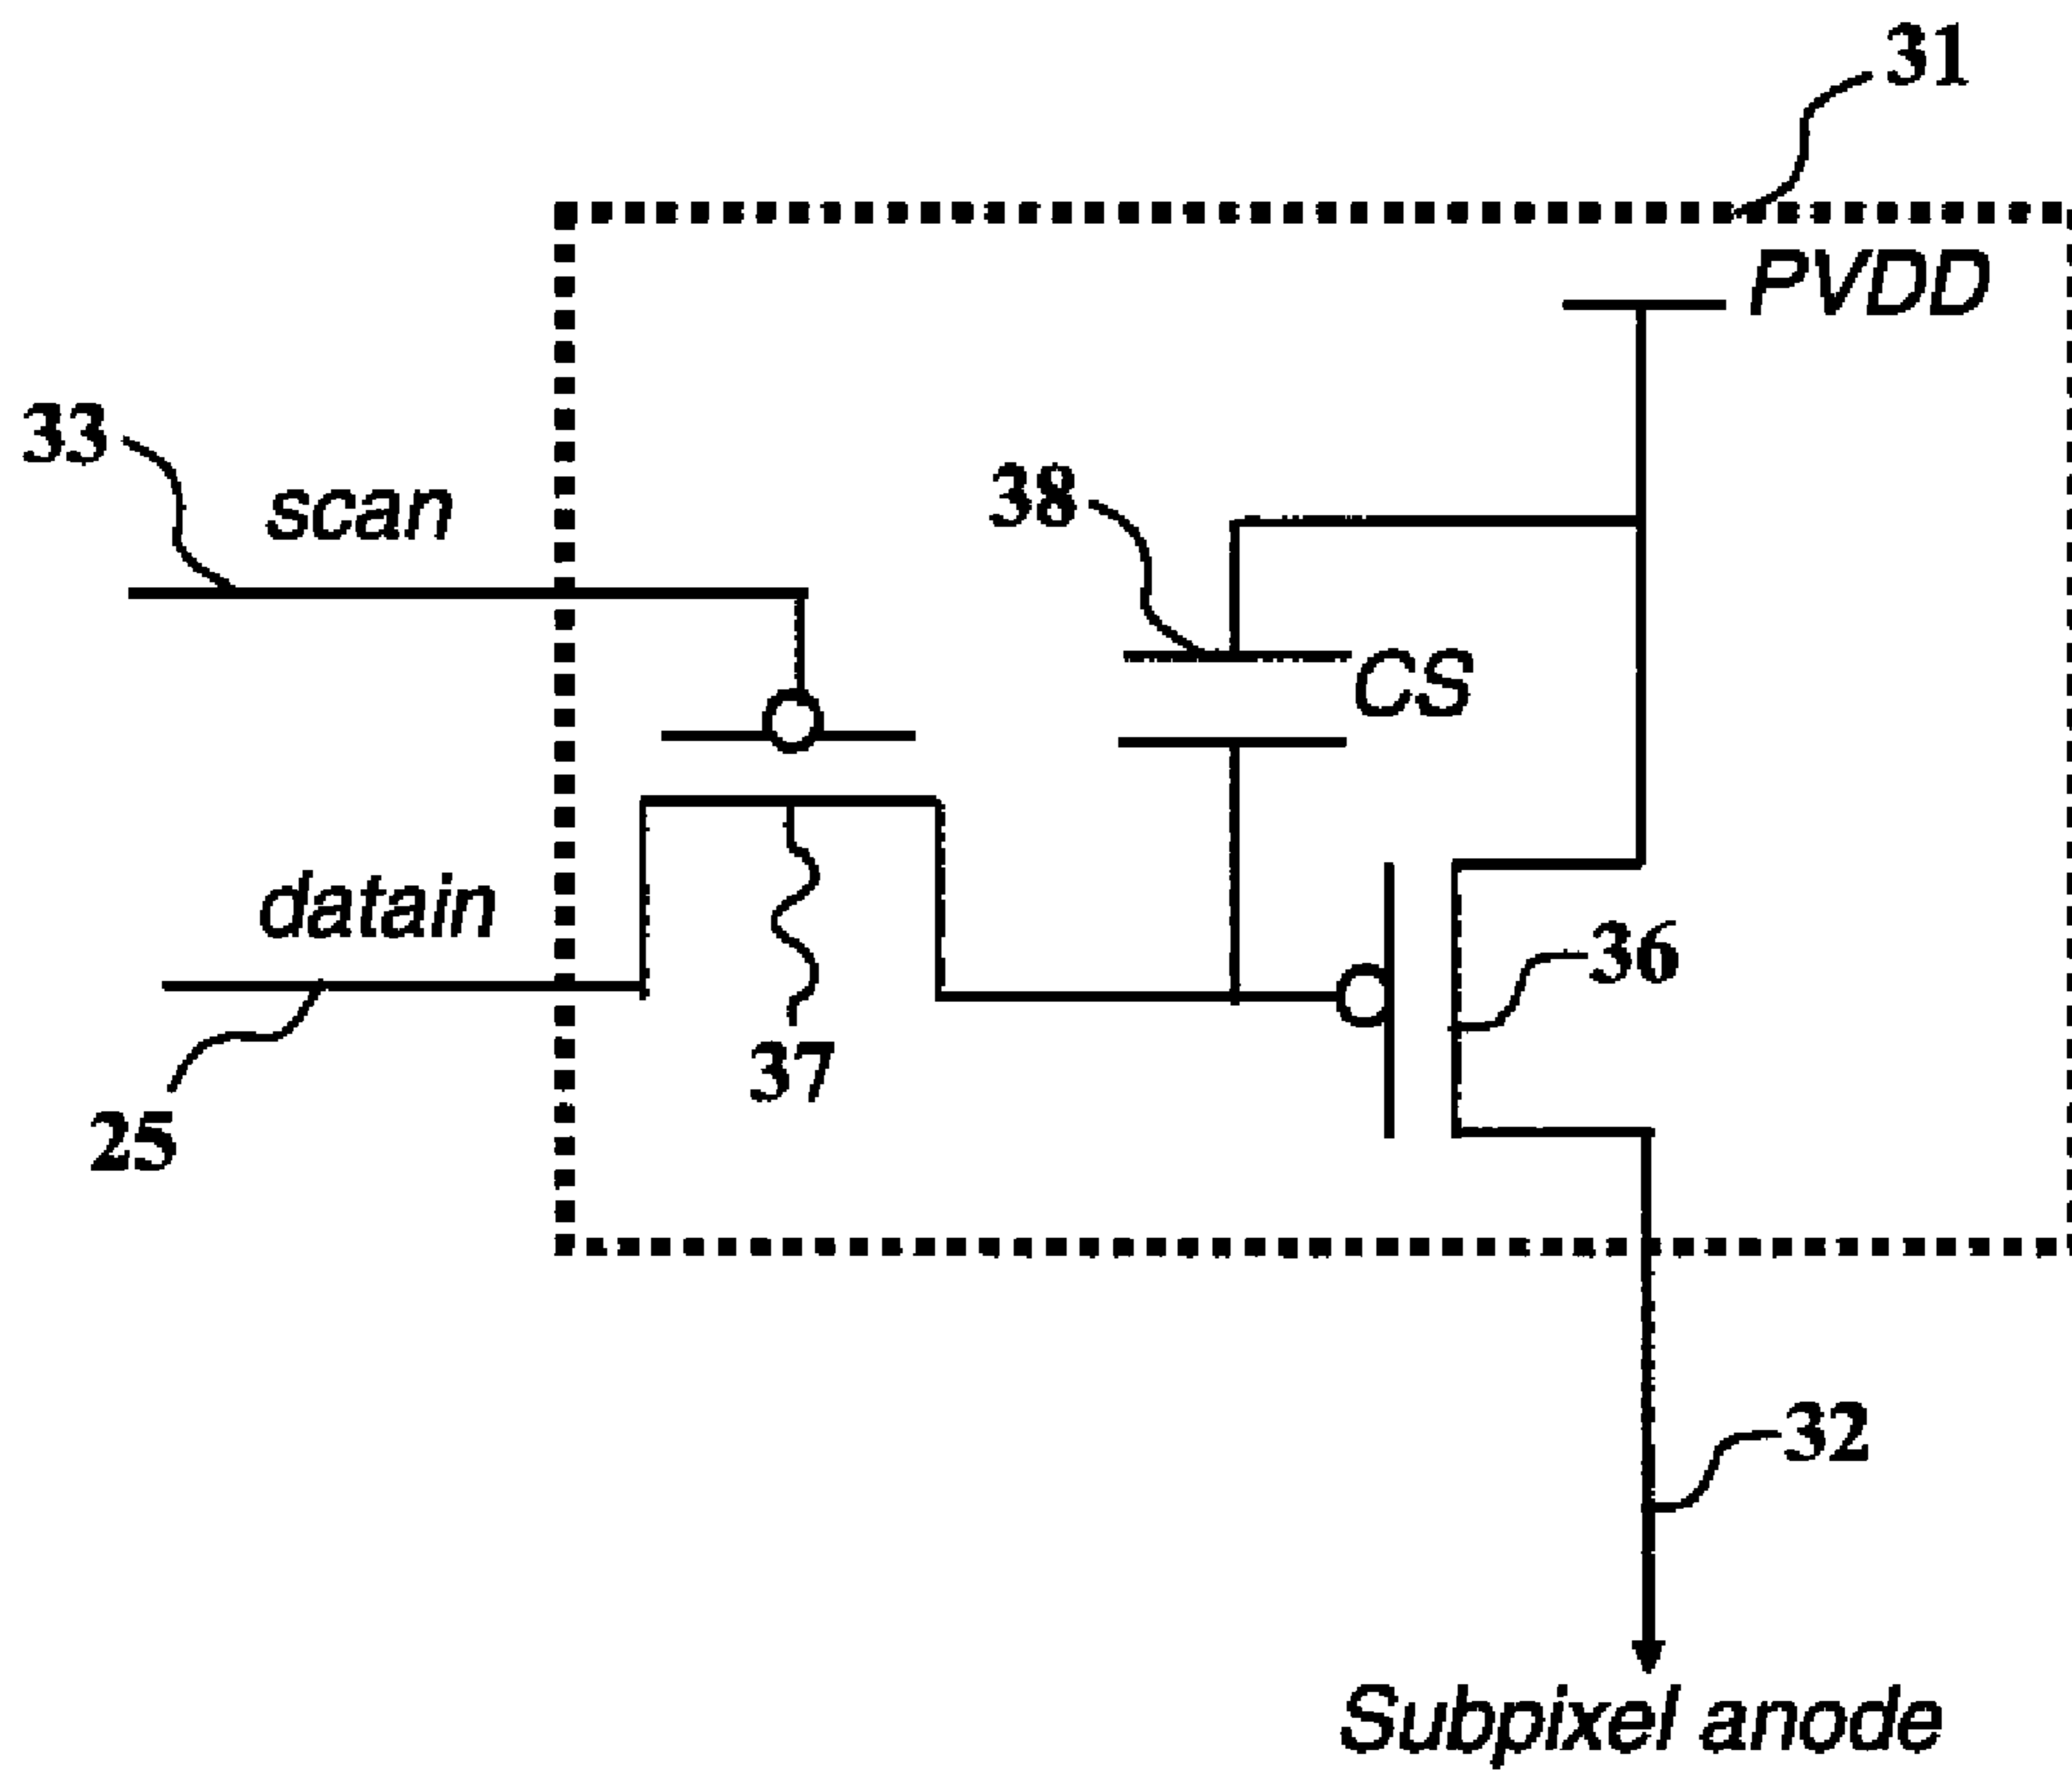 31
PVDD
33
scan
38
CS
datain
36
37
25
32
Subpixel anode